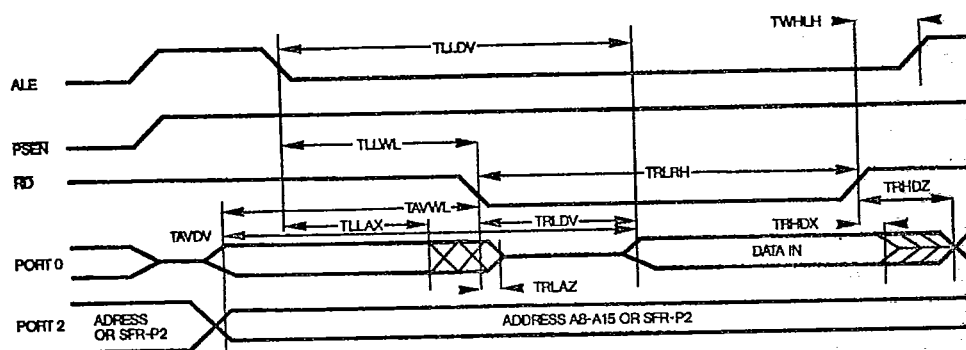 TWHLH
TLLDV
ALE
PSEN
TLLWL
TRLRH
RD
TAVWL
TRHDZ
TLLAX
TRLDV
TRHDX
TAVDV
PORT 0
DATA IN
TRLAZ
PORT 2
ADRESS
OR SFR-P2
ADDRESS A8-A15 OR SFR-P2